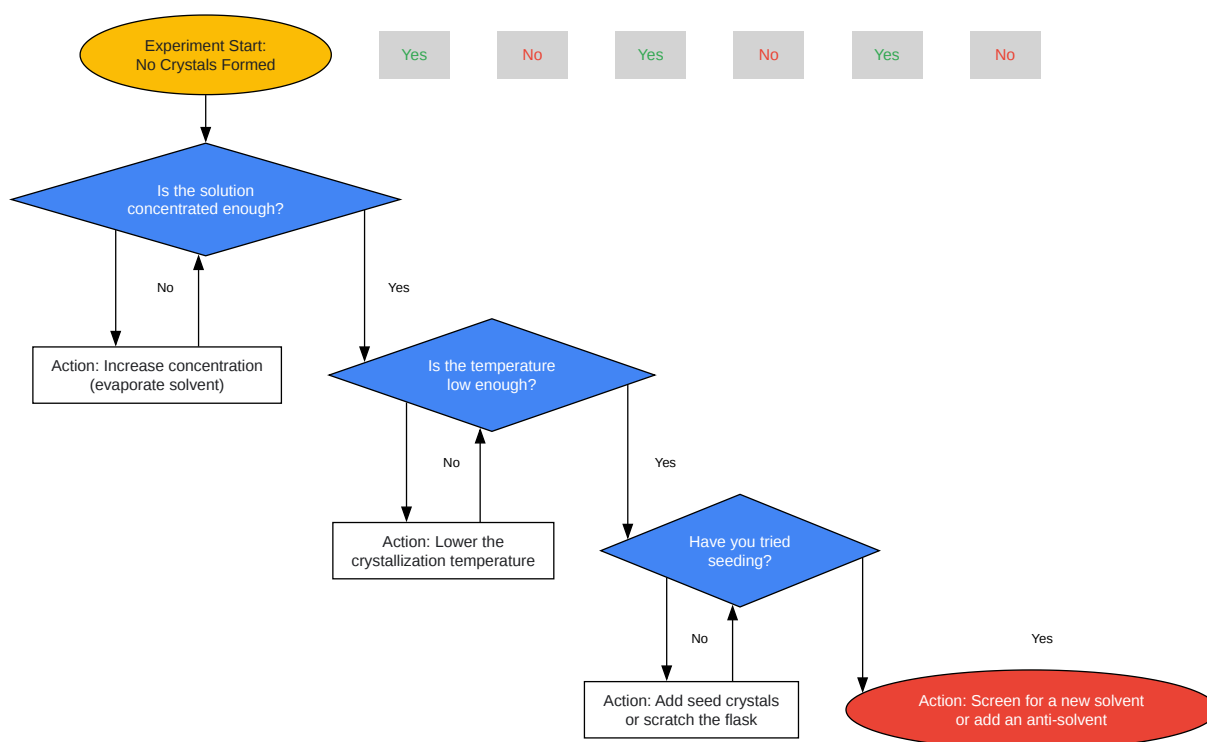 Experiment Start:
No Crystals Formed
Yes
No
Yes
No
Yes
No
Is the solution
concentrated enough?
No
Yes
Action: Increase concentration
(evaporate solvent)
Is the temperature
low enough?
No
Yes
Action: Lower the
crystallization temperature
Have you tried
seeding?
No
Yes
Action: Add seed crystals
or scratch the flask
Action: Screen for a new solvent
or add an anti-solvent